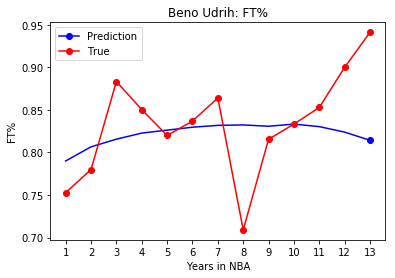 Beno Udrih: FT%
Prediction
True
FT%
0.95
0.90
0.85
0.80
0.75
0.70
1 2 3 4 5 6 7 8 9 10 11 12 13
Years in NBA